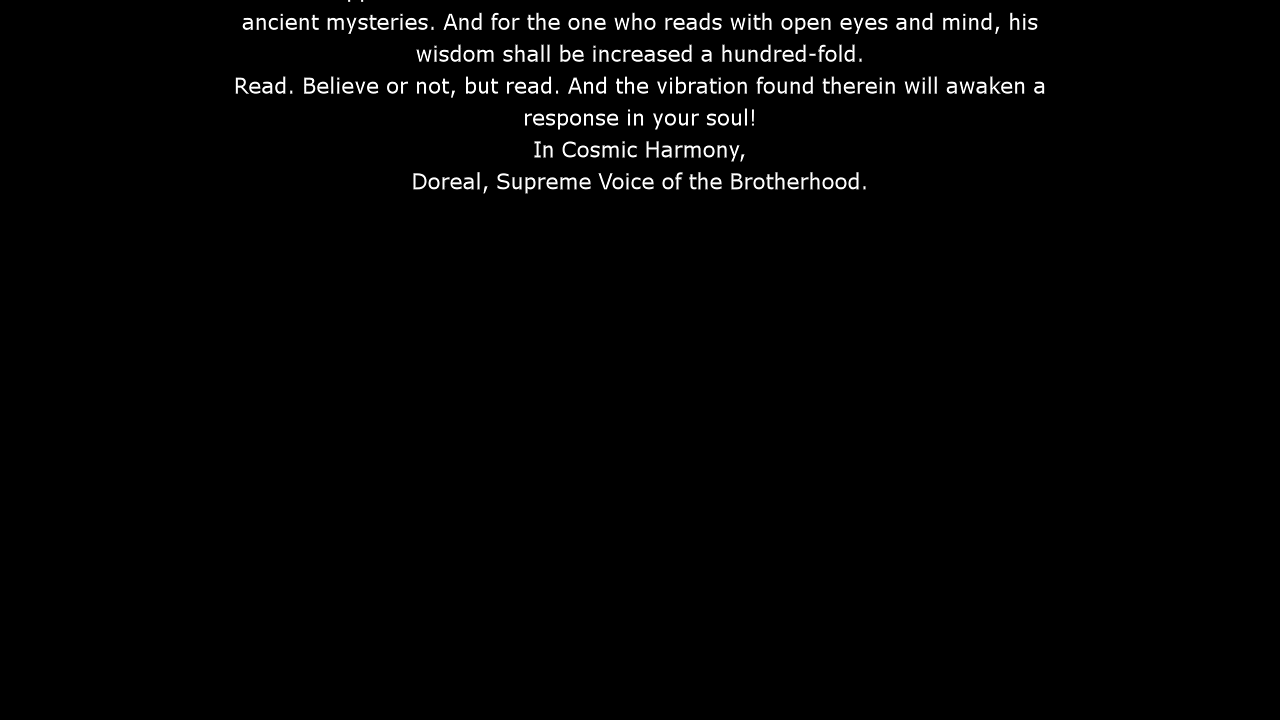 ancient mysteries. And for the one who reads with open eyes and mind, his
wisdom shall be increased a hundred-fold.
Read. Believe or not, but read. And the vibration found therein will awaken a
response in your soul!
In Cosmic Harmony,
Doreal, Supreme Voice of the Brotherhood.